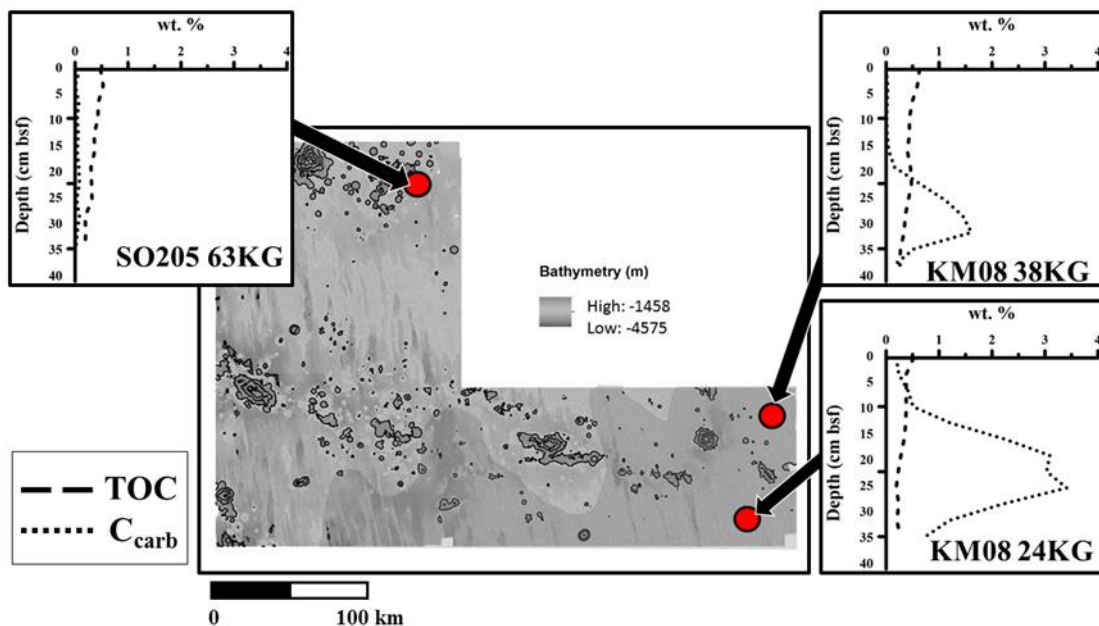 wt. %
0 1 2 3 4
Depth (cm bsf)
0
5
10
15
20
25
30
35
40
SO205 63KG
wt. %
0 1 2 3 4
Depth (cm bsf)
0
5
10
15
20
25
30
35
40
KM08 38KG
Bathymetry (m)
High: -1458
Low: -4575
wt. %
0 1 2 3 4
Depth (cm bsf)
0
5
10
15
20
25
30
35
40
KM08 24KG
TOC
Ccarb
0 100 km